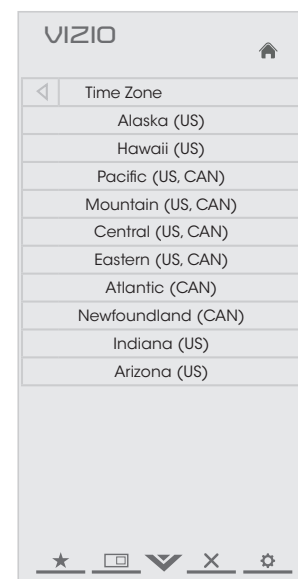 VIZIO
Time Zone
Alaska (US)
Hawaii (US)
Pacific (US, CAN)
Mountain (US, CAN)
Central (US, CAN)
Eastern (US, CAN)
Atlantic (CAN)
Newfoundland (CAN)
Indiana (US)
Arizona (US)